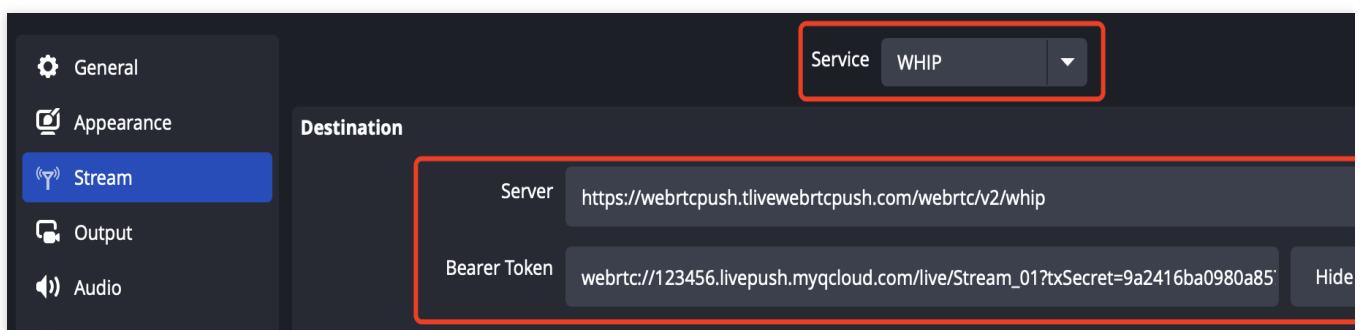 General
Appearance
Stream
Output
Audio
Service WHIP
Destination
Server https://webrtcpush.tlivewebrtcpush.com/webrtc/v2/whip
Bearer Token webrtc://123456.livepush.myqcloud.com/live/Stream_01?txSecret=9a2416ba0980a85 Hide